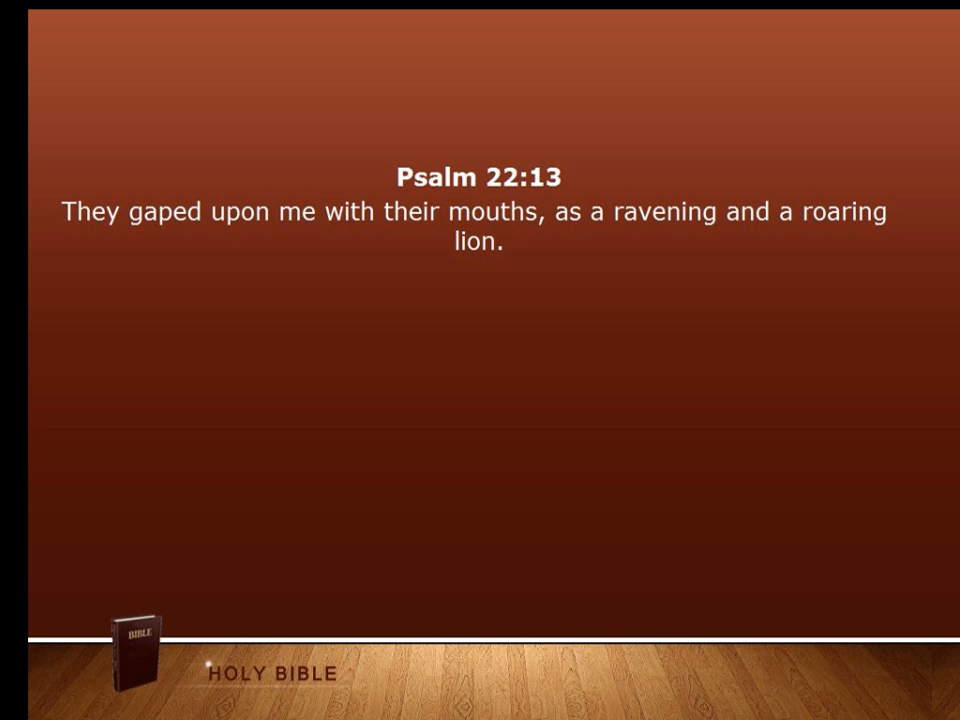 Psalm 22:13
They gaped upon me with their mouths, as a ravening and a roaring
lion.
BIBLE
HOLY BIBLE